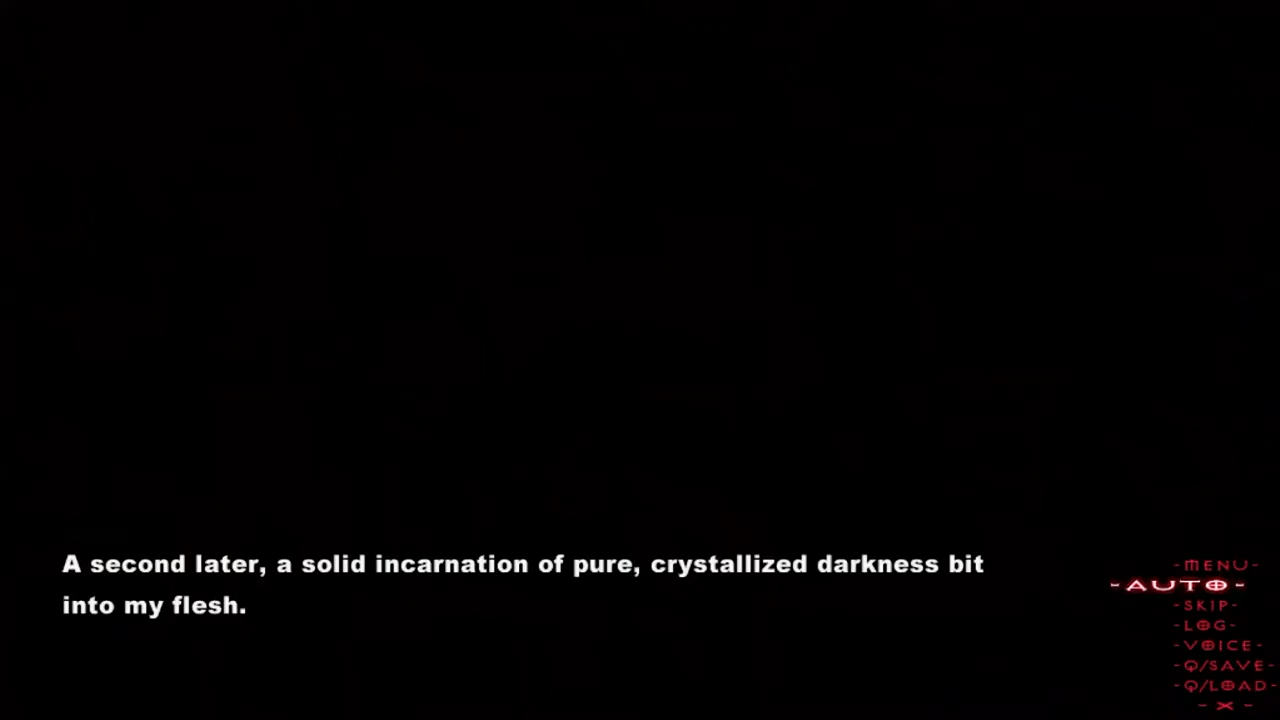 A second later, a solid incarnation of pure, crystallized darkness bit
into my flesh.
-MENU-
-AUTO-
-SKIP-
-LOG-
-VOICE-
-Q/SAVE-
-Q/LOAD-
-X-